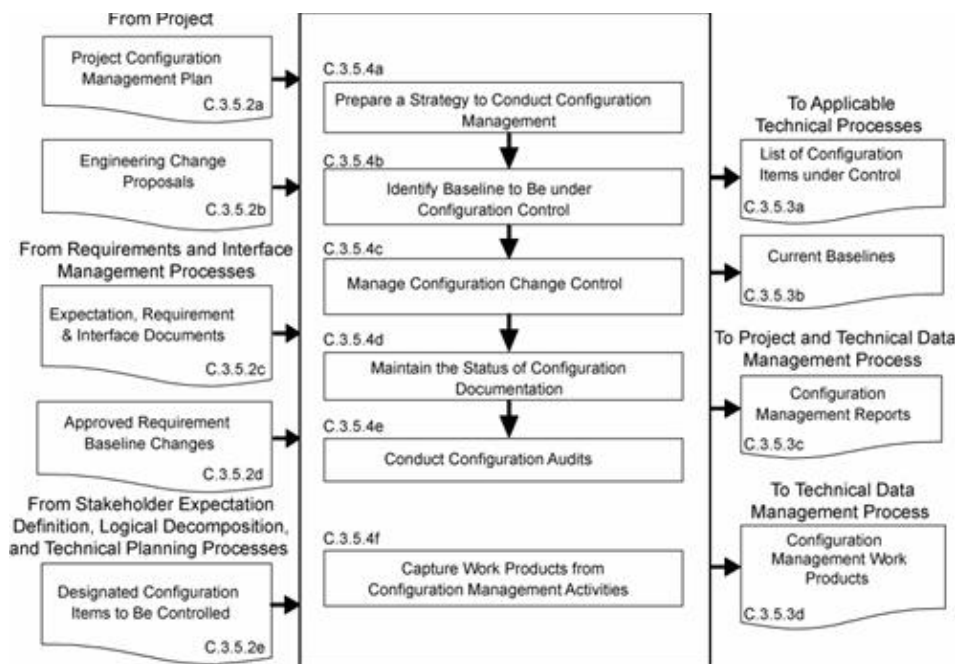 From Project
Project Configuration
Management Plan
C.3.5.2a
Engineering Change
Proposals
C.3.5.2b
From Requirements and Interface
Management Processes
Expectation, Requirement
& Interface Documents
C.3.5.2c
Approved Requirement
Baseline Changes
C.3.5.2d
From Stakeholder Expectation
Definition, Logical Decomposition,
and Technical Planning Processes
Designated Configuration
Items to Be Controlled
C.3.5.2e
C.3.5.4a
Prepare a Strategy to Conduct Configuration
Management
C.3.5.4b
Identify Baseline to Be under
Configuration Control
C.3.5.4c
Manage Configuration Change Control
C.3.5.4d
Maintain the Status of Configuration
Documentation
C.3.5.4e
Conduct Configuration Audits
C.3.5.4f
Capture Work Products from
Configuration Management Activities
To Applicable
Technical Processes
List of Configuration
Items under Control
C.3.5.3a
Current Baselines
C.3.5.3b
To Project and Technical Data
Management Process
Configuration
Management Reports
C.3.5.3c
To Technical Data
Management Process
Configuration
Management Work
Products
C.3.5.3d